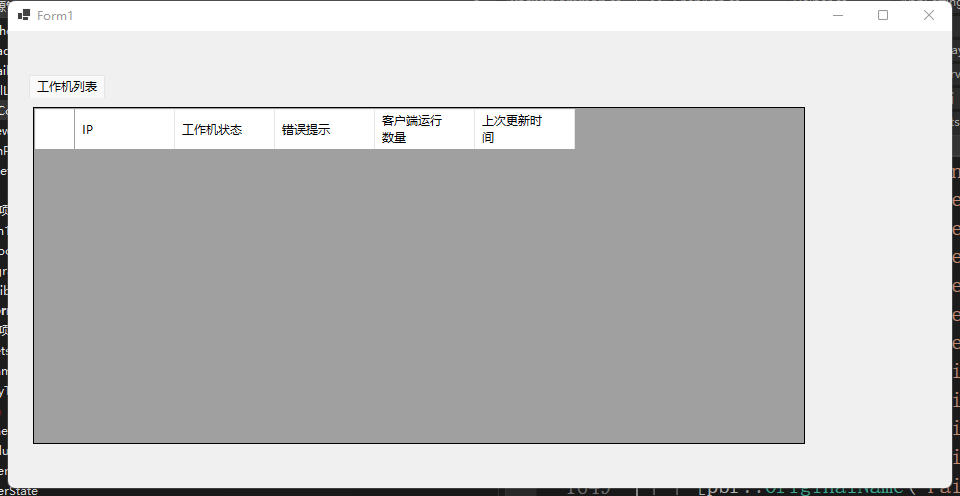 Form1
工作机列表
IP
工作机状态
错误提示
客户端运行
数量
上次更新时
间
erState